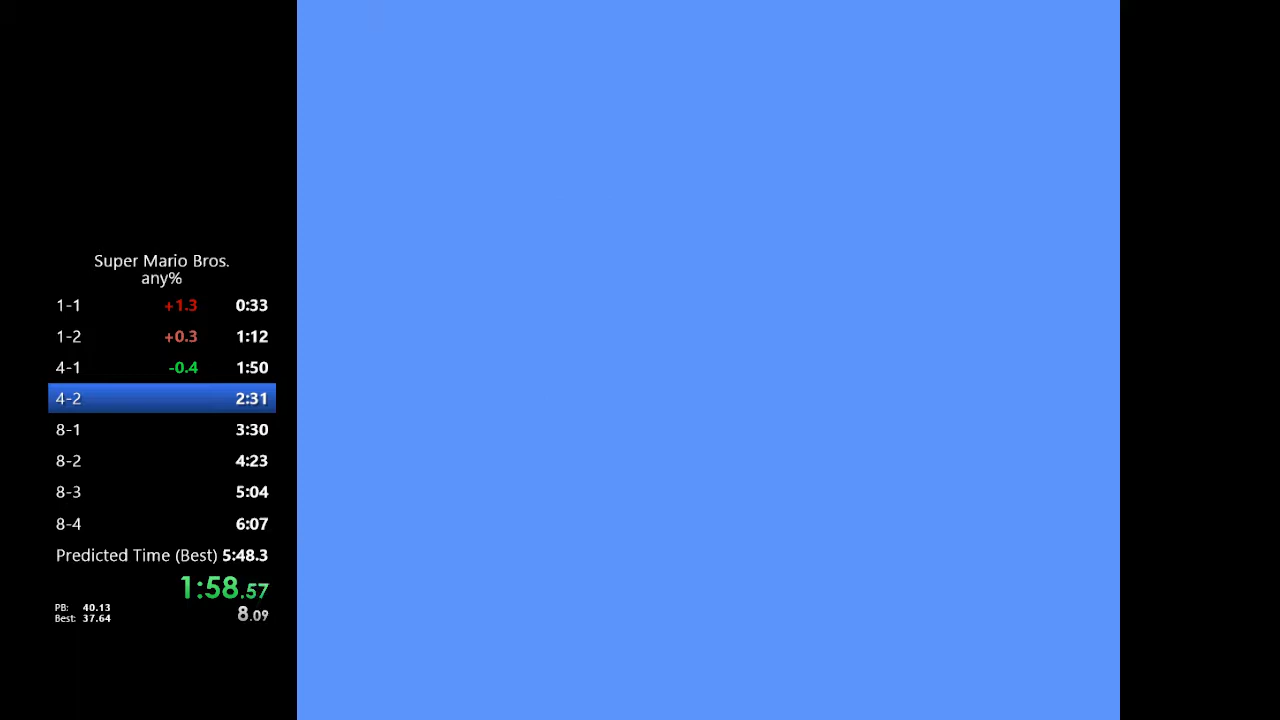 Super Mario Bros.
any%
1-1 +1.3 0:33
1-2 +0.3 1:12
4-1 -0.4 1:50
4-2 2:31
8-1 3:30
8-2 4:23
8-3 5:04
8-4 6:07
Predicted Time (Best) 5:48.3
1:58.57
PB: 40.13
Best: 37.64
8.09